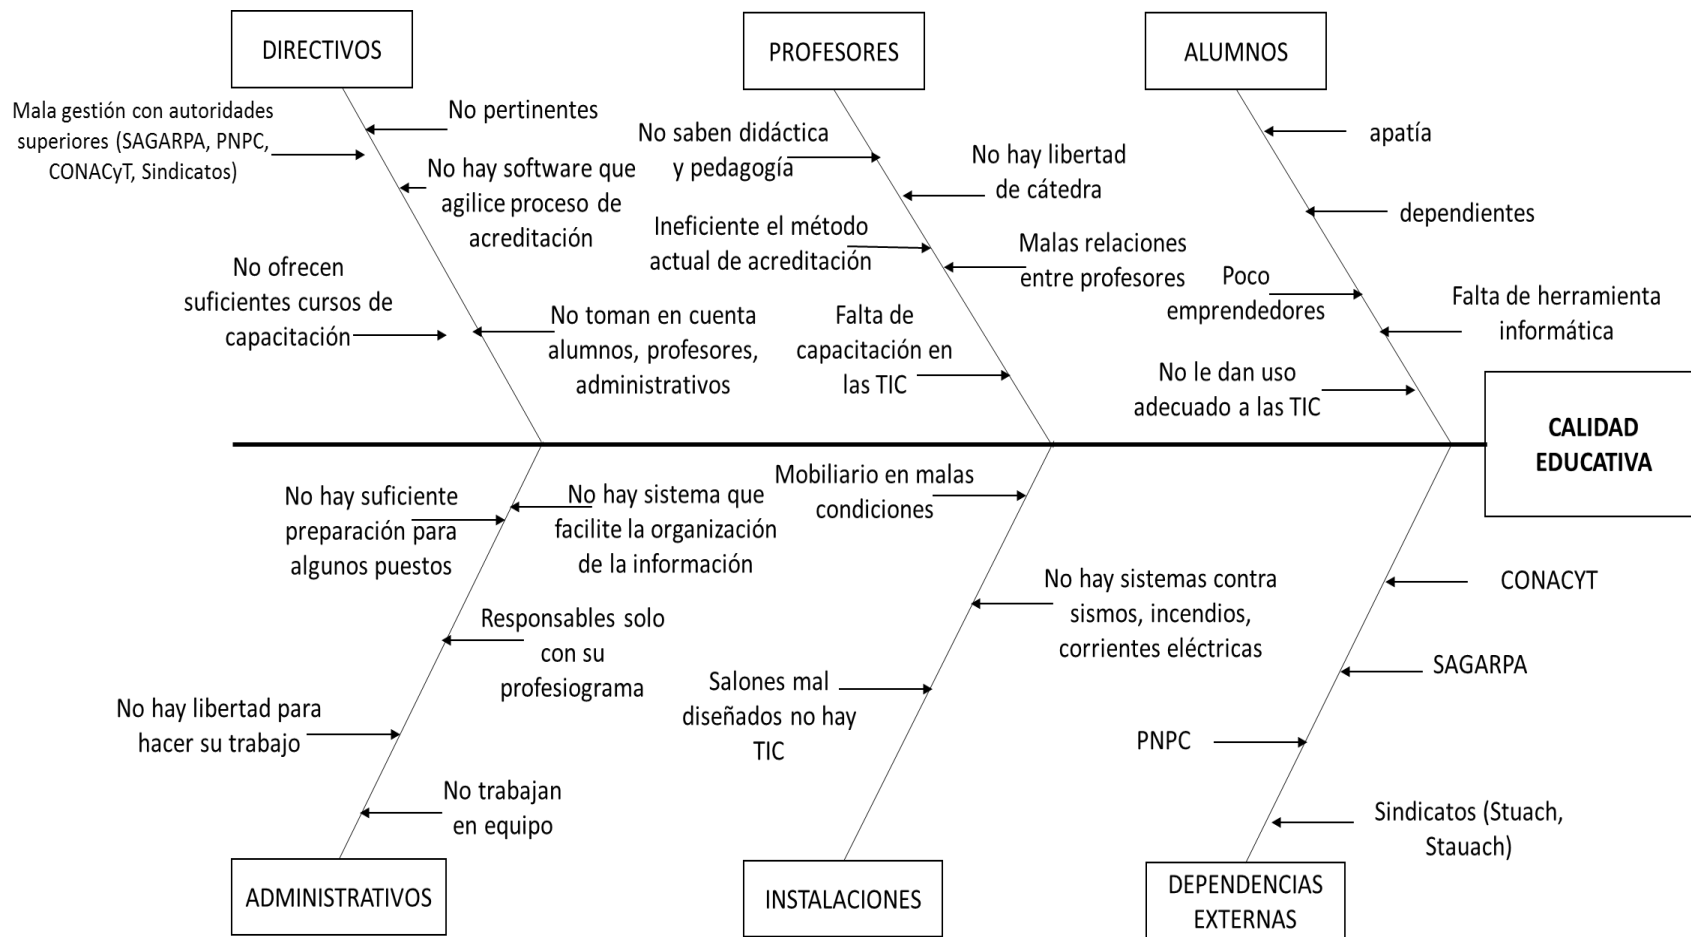 DIRECTIVOS
PROFESORES
ALUMNOS
Mala gestión con autoridades
superiores (SAGARPA, PNPC,
CONACyT, Sindicatos)
No pertinentes
No hay software que
agilice proceso de
acreditación
No ofrecen
suficientes cursos de
capacitación
No toman en cuenta
alumnos, profesores,
administrativos
No saben didáctica
y pedagogía
No hay libertad
de cátedra
Ineficiente el método
actual de acreditación
Malas relaciones
entre profesores
Falta de
capacitación en
las TIC
apatía
dependientes
Poco
emprendedores
Falta de herramienta
informática
No le dan uso
adecuado a las TIC
CALIDAD
EDUCATIVA
No hay suficiente
preparación para
algunos puestos
No hay sistema que
facilite la organización
de la información
Responsables solo
con su
profesiograma
No hay libertad para
hacer su trabajo
No trabajan
en equipo
Mobiliario en malas
condiciones
No hay sistemas contra
sismos, incendios,
corrientes eléctricas
Salones mal
diseñados no hay
TIC
CONACYT
SAGARPA
PNPC
Sindicatos (Stuach,
Stauach)
ADMINISTRATIVOS
INSTALACIONES
DEPENDENCIAS
EXTERNAS